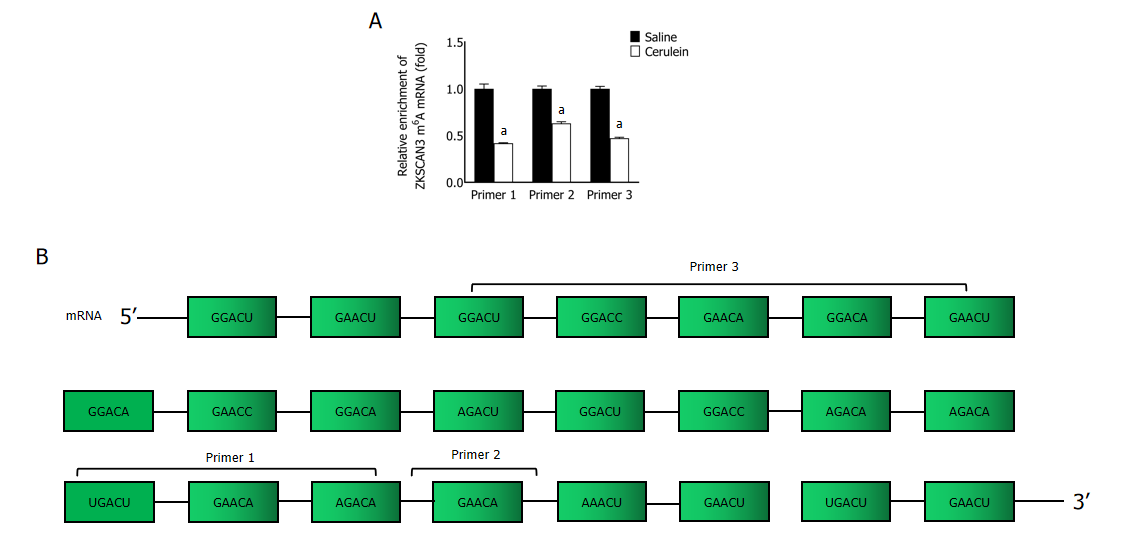 A
Relative enrichment of
ZKSCAN3 m⁶A mRNA (fold)
1.5
1.0
0.5
0.0
Saline
Cerulein
a
a
a
Primer 1 Primer 2 Primer 3
B
Primer 3
mRNA 5′ GGACU GAACU GGACU GGACC GAACA GGACA GAACU
GGACA GAACC GGACA AGACU GGACU GGACC AGACA AGACA
Primer 1 Primer 2
UGACU GAACA AGACA GAACA AAACU GAACU UGACU GAACU 3′